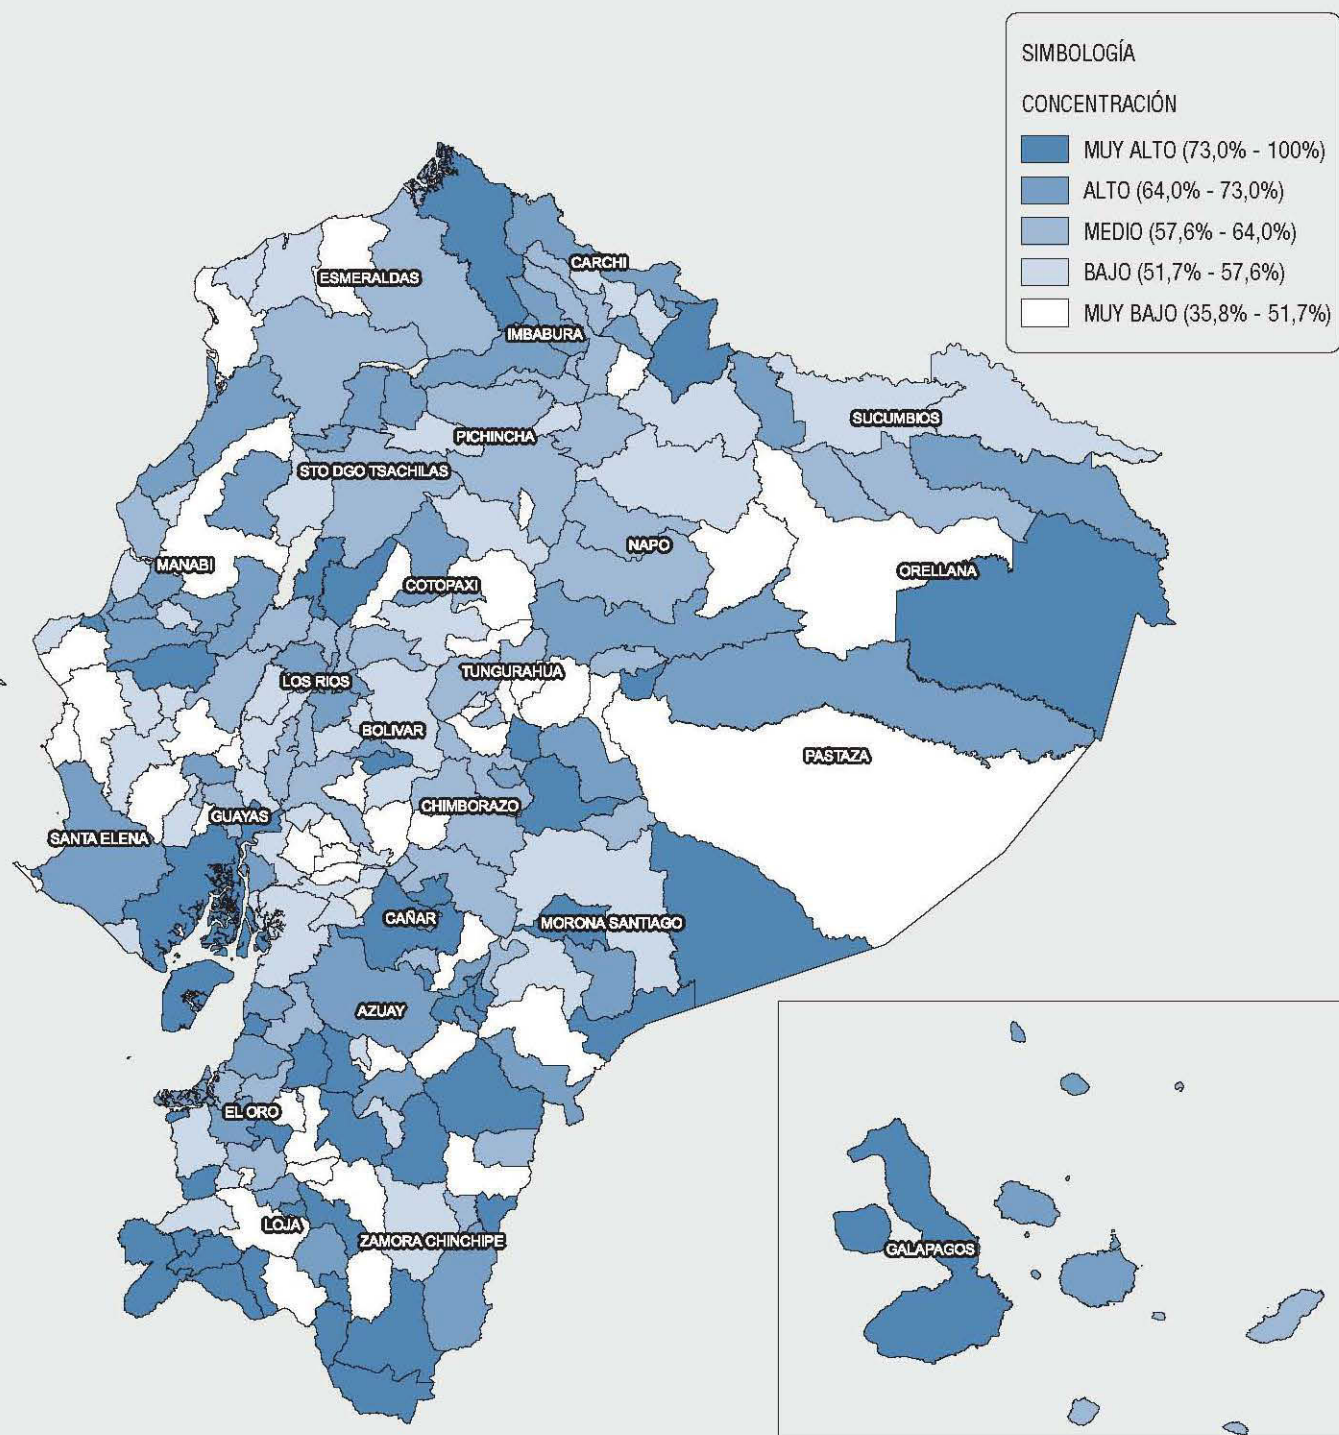 SIMBOLOGÍA
CONCENTRACIÓN
MUY ALTO (73,0% - 100%)
ALTO (64,0% - 73,0%)
MEDIO (57,6% - 64,0%)
BAJO (51,7% - 57,6%)
MUY BAJO (35,8% - 51,7%)
CARCHI
ESMERALDAS
IMBABURA
SUCUMBIOS
PICHINCHA
STO DGO TSACHILAS
NAPO
MANABI
ORELLANA
COTOPAXI
TUNGURAHUA
LOS RIOS
BOLIVAR
PASTAZA
CHIMBORAZO
GUAYAS
SANTA ELENA
CAÑAR
MORONA SANTIAGO
AZUAY
EL ORO
LOJA
ZAMORA CHINCHIPE
GALAPAGOS